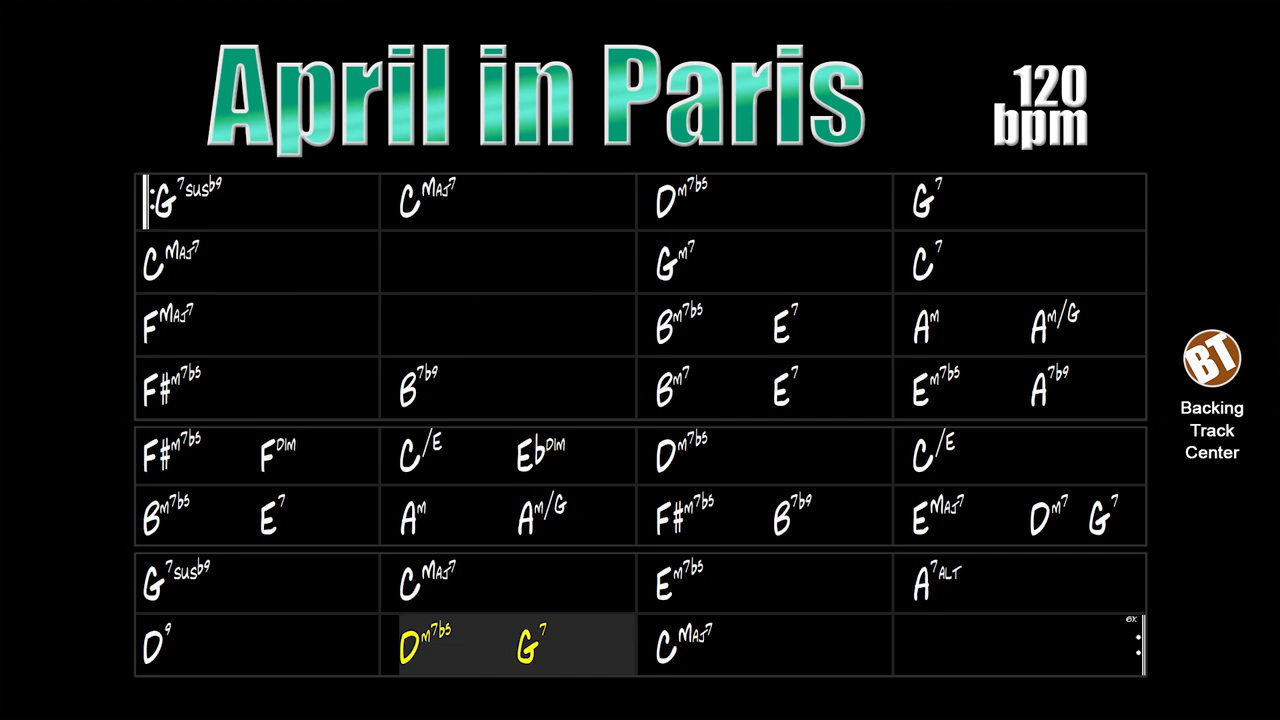 April in Paris
120
bpm
G7susb9 CMaj7 Dm7b5 G7
CMaj7 Gm7 C7
FMaj7 Bm7b5 E7 Am Am/G
F#m7b5 B7b9 Bm7 E7 Em7b5 A7b9
F#m7b5 FDIM C/E EbDIM Dm7b5 C/E
Bm7b5 E7 Am Am/G F#m7b5 B7b9 EMaj7 Dm7 G7
G7susb9 CMaj7 Em7b5 A7ALT
D9 Dm7b5 G7 CMaj7
BT
Backing
Track
Center